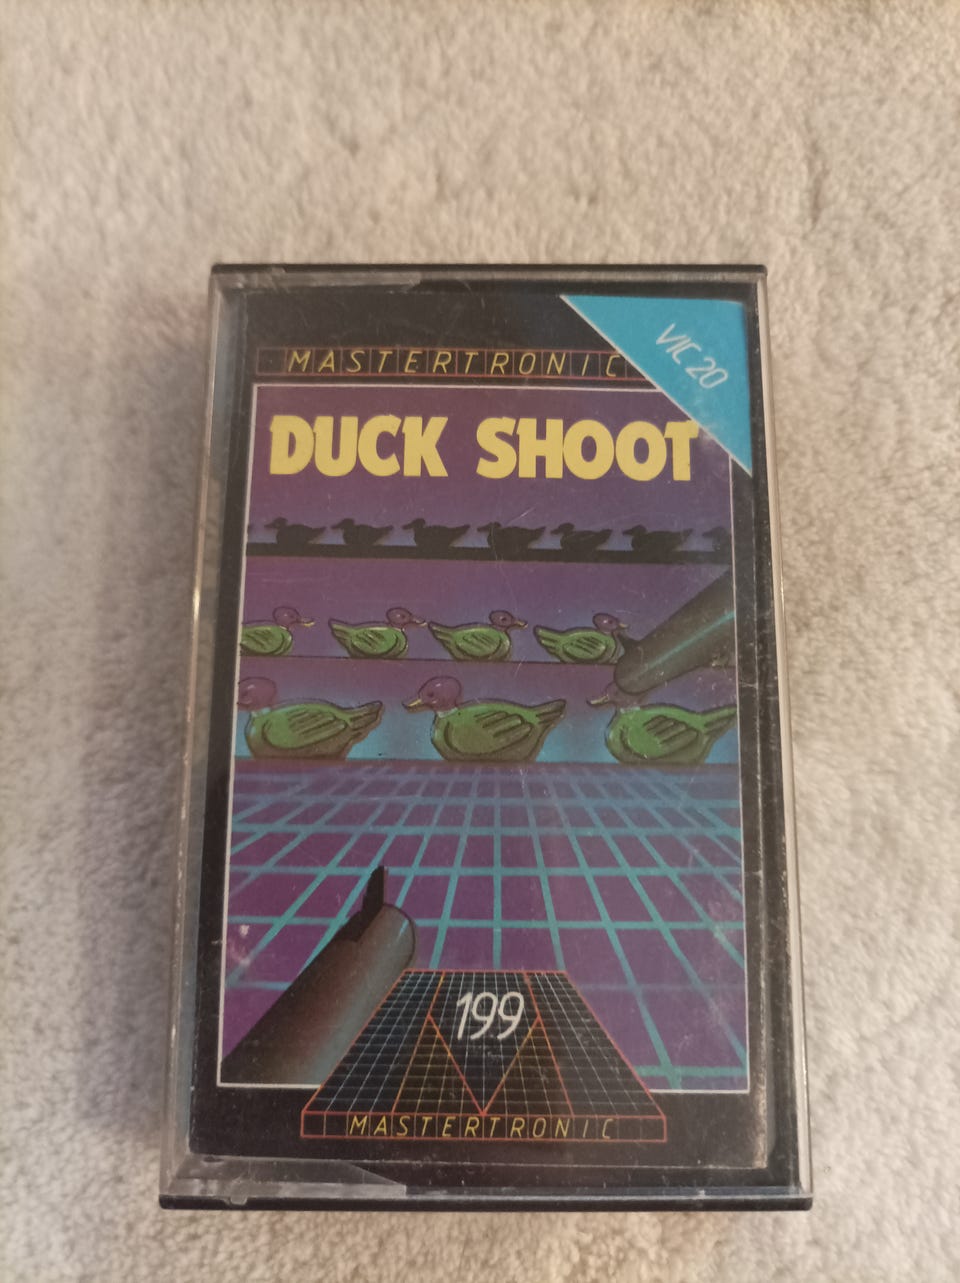 VIC 20
MASTERTRONIC
DUCK SHOOT
199
MASTERTRONIC